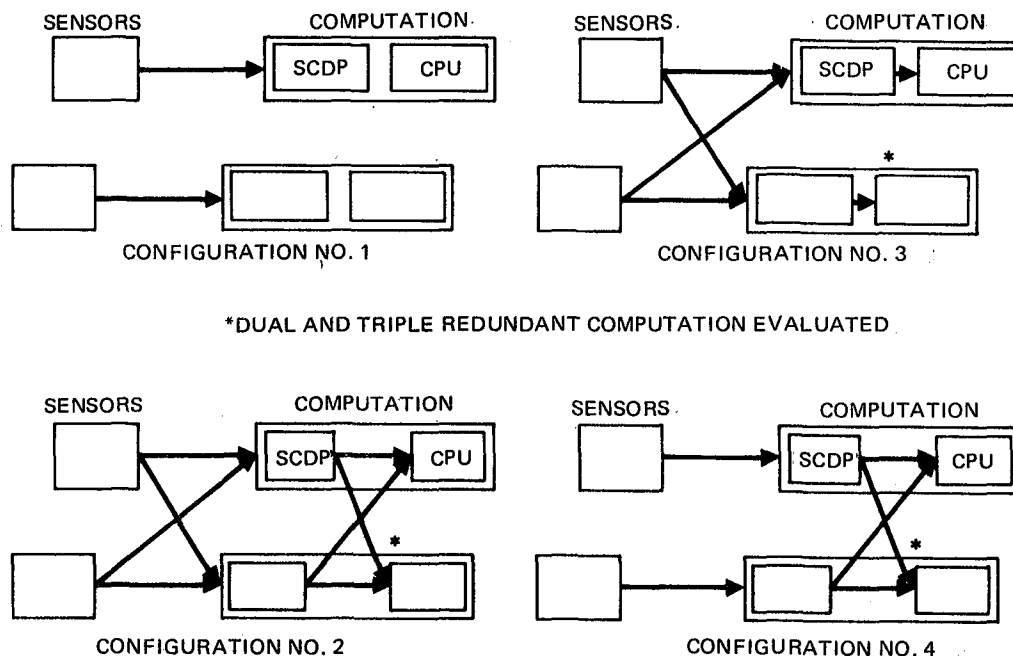 SENSORS
COMPUTATION
SCDP
CPU
CONFIGURATION NO. 1
SENSORS
COMPUTATION
SCDP
CPU
*
CONFIGURATION NO. 3
*DUAL AND TRIPLE REDUNDANT COMPUTATION EVALUATED
SENSORS
COMPUTATION
SCDP
CPU
*
CONFIGURATION NO. 2
SENSORS
COMPUTATION
SCDP
CPU
*
CONFIGURATION NO. 4